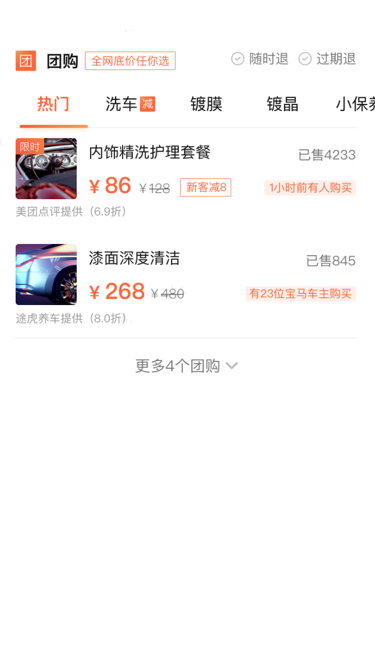 团 团购 全网底价任你选 随时退 过期退
热门 洗车 减 镀膜 镀晶 小保养
限时 内饰精洗护理套餐 已售4233
¥86 ¥128 新客减8 1小时前有人购买
美团点评提供（6.9折）
漆面深度清洁 已售845
¥268 ¥480 有23位宝马车主购买
途虎养车提供（8.0折）
更多4个团购